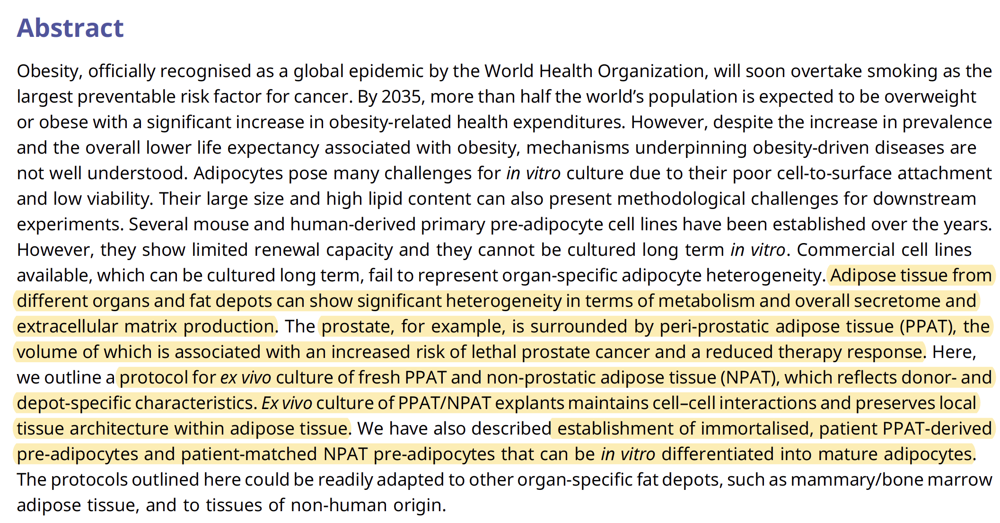 Abstract
Obesity, officially recognised as a global epidemic by the World Health Organization, will soon overtake smoking as the
largest preventable risk factor for cancer. By 2035, more than half the world’s population is expected to be overweight
or obese with a significant increase in obesity-related health expenditures. However, despite the increase in prevalence
and the overall lower life expectancy associated with obesity, mechanisms underpinning obesity-driven diseases are
not well understood. Adipocytes pose many challenges for in vitro culture due to their poor cell-to-surface attachment
and low viability. Their large size and high lipid content can also present methodological challenges for downstream
experiments. Several mouse and human-derived primary pre-adipocyte cell lines have been established over the years.
However, they show limited renewal capacity and they cannot be cultured long term in vitro. Commercial cell lines
available, which can be cultured long term, fail to represent organ-specific adipocyte heterogeneity. Adipose tissue from
different organs and fat depots can show significant heterogeneity in terms of metabolism and overall secretome and
extracellular matrix production. The prostate, for example, is surrounded by peri-prostatic adipose tissue (PPAT), the
volume of which is associated with an increased risk of lethal prostate cancer and a reduced therapy response. Here,
we outline a protocol for ex vivo culture of fresh PPAT and non-prostatic adipose tissue (NPAT), which reflects donor- and
depot-specific characteristics. Ex vivo culture of PPAT/NPAT explants maintains cell–cell interactions and preserves local
tissue architecture within adipose tissue. We have also described establishment of immortalised, patient PPAT-derived
pre-adipocytes and patient-matched NPAT pre-adipocytes that can be in vitro differentiated into mature adipocytes.
The protocols outlined here could be readily adapted to other organ-specific fat depots, such as mammary/bone marrow
adipose tissue, and to tissues of non-human origin.